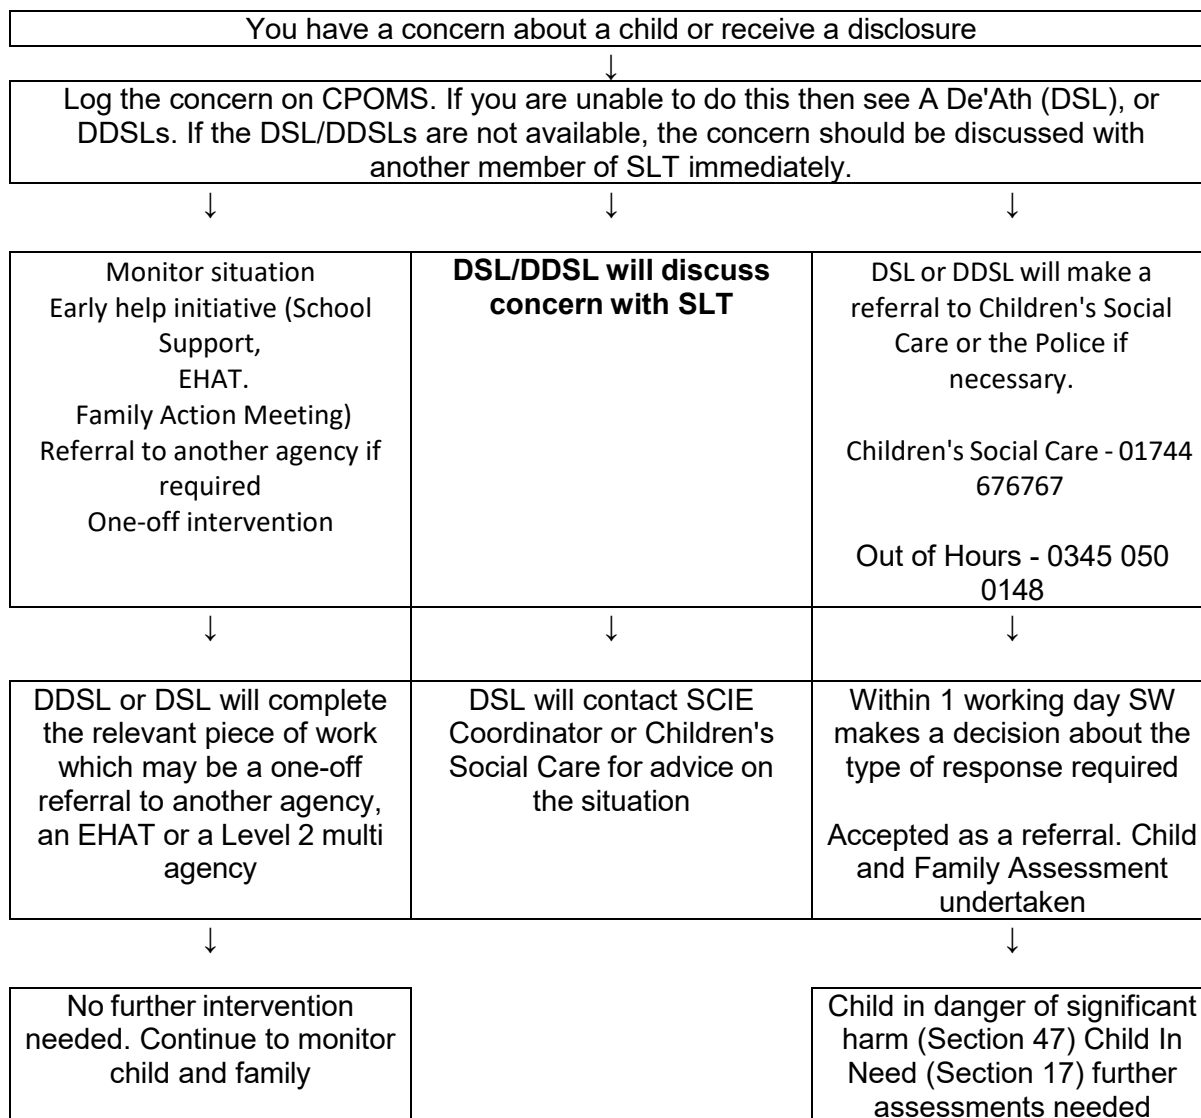 You have a concern about a child or receive a disclosure
↓
Log the concern on CPOMS. If you are unable to do this then see A De'Ath (DSL), or
DDSLs. If the DSL/DDSLs are not available, the concern should be discussed with
another member of SLT immediately.
↓ ↓ ↓
Monitor situation
Early help initiative (School
Support,
EHAT.
Family Action Meeting)
Referral to another agency if
required
One-off intervention
DSL/DDSL will discuss
concern with SLT
DSL or DDSL will make a
referral to Children's Social
Care or the Police if
necessary.
Children's Social Care - 01744
676767
Out of Hours - 0345 050
0148
↓ ↓ ↓
DDSL or DSL will complete
the relevant piece of work
which may be a one-off
referral to another agency,
an EHAT or a Level 2 multi
agency
DSL will contact SCIE
Coordinator or Children's
Social Care for advice on
the situation
Within 1 working day SW
makes a decision about the
type of response required
Accepted as a referral. Child
and Family Assessment
undertaken
↓ ↓
No further intervention
needed. Continue to monitor
child and family
Child in danger of significant
harm (Section 47) Child In
Need (Section 17) further
assessments needed